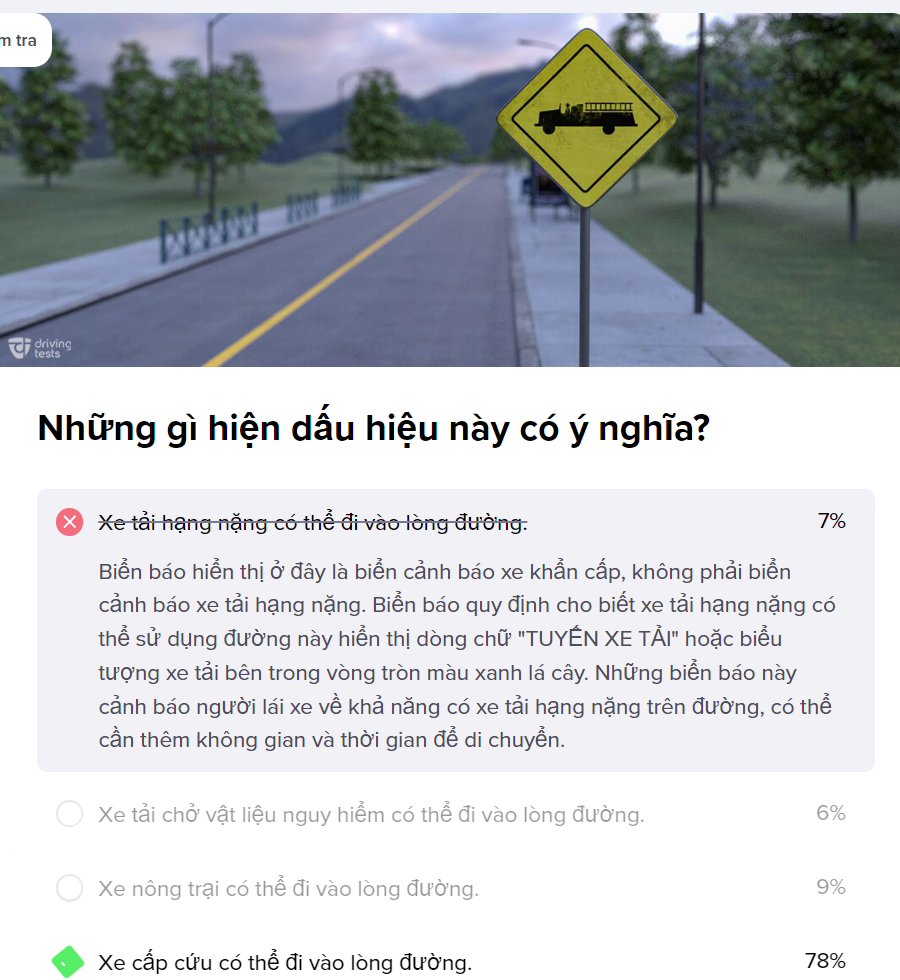 m tra
driving
tests
Những gì hiện dấu hiệu này có ý nghĩa?
Xe tải hạng nặng có thể đi vào lòng đường.
7%
Biển báo hiển thị ở đây là biển cảnh báo xe khẩn cấp, không phải biển
cảnh báo xe tải hạng nặng. Biển báo quy định cho biết xe tải hạng nặng có
thể sử dụng đường này hiển thị dòng chữ "TUYẾN XE TẢI" hoặc biểu
tượng xe tải bên trong vòng tròn màu xanh lá cây. Những biển báo này
cảnh báo người lái xe về khả năng có xe tải hạng nặng trên đường, có thể
cần thêm không gian và thời gian để di chuyển.
Xe tải chở vật liệu nguy hiểm có thể đi vào lòng đường.
6%
Xe nông trại có thể đi vào lòng đường.
9%
Xe cấp cứu có thể đi vào lòng đường.
78%